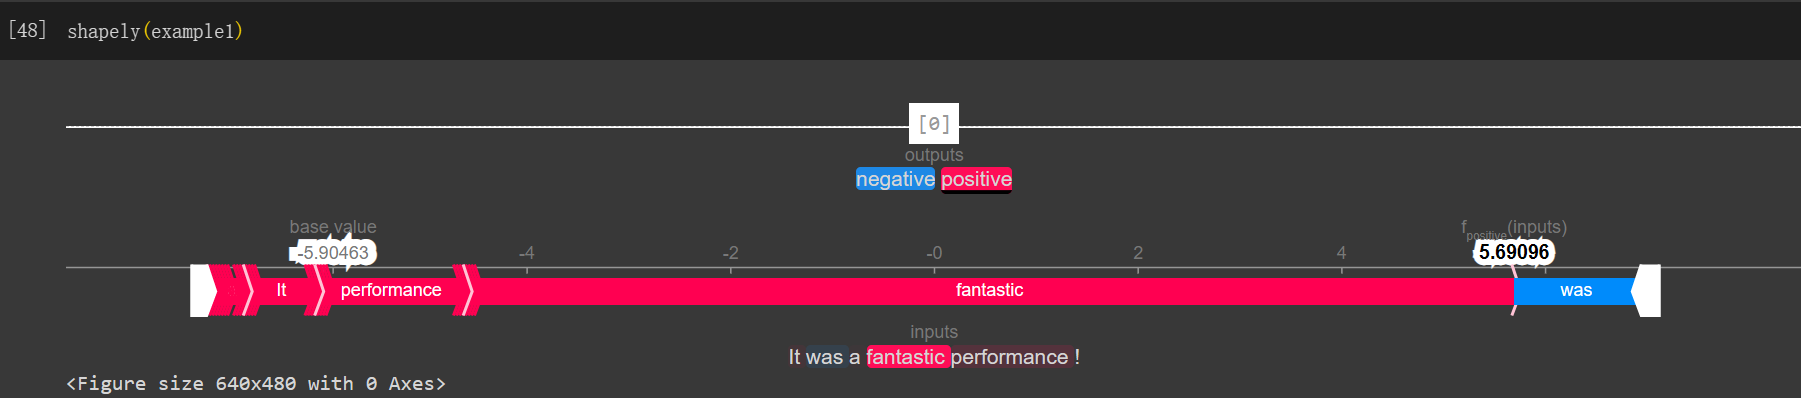 [48] shapely(example1)
[0]
outputs
negative positive
base value fpositive(inputs)
-5.90463 -4 -2 -0 2 4 5.69096
a It performance fantastic was
inputs
It was a fantastic performance !
<Figure size 640x480 with 0 Axes>